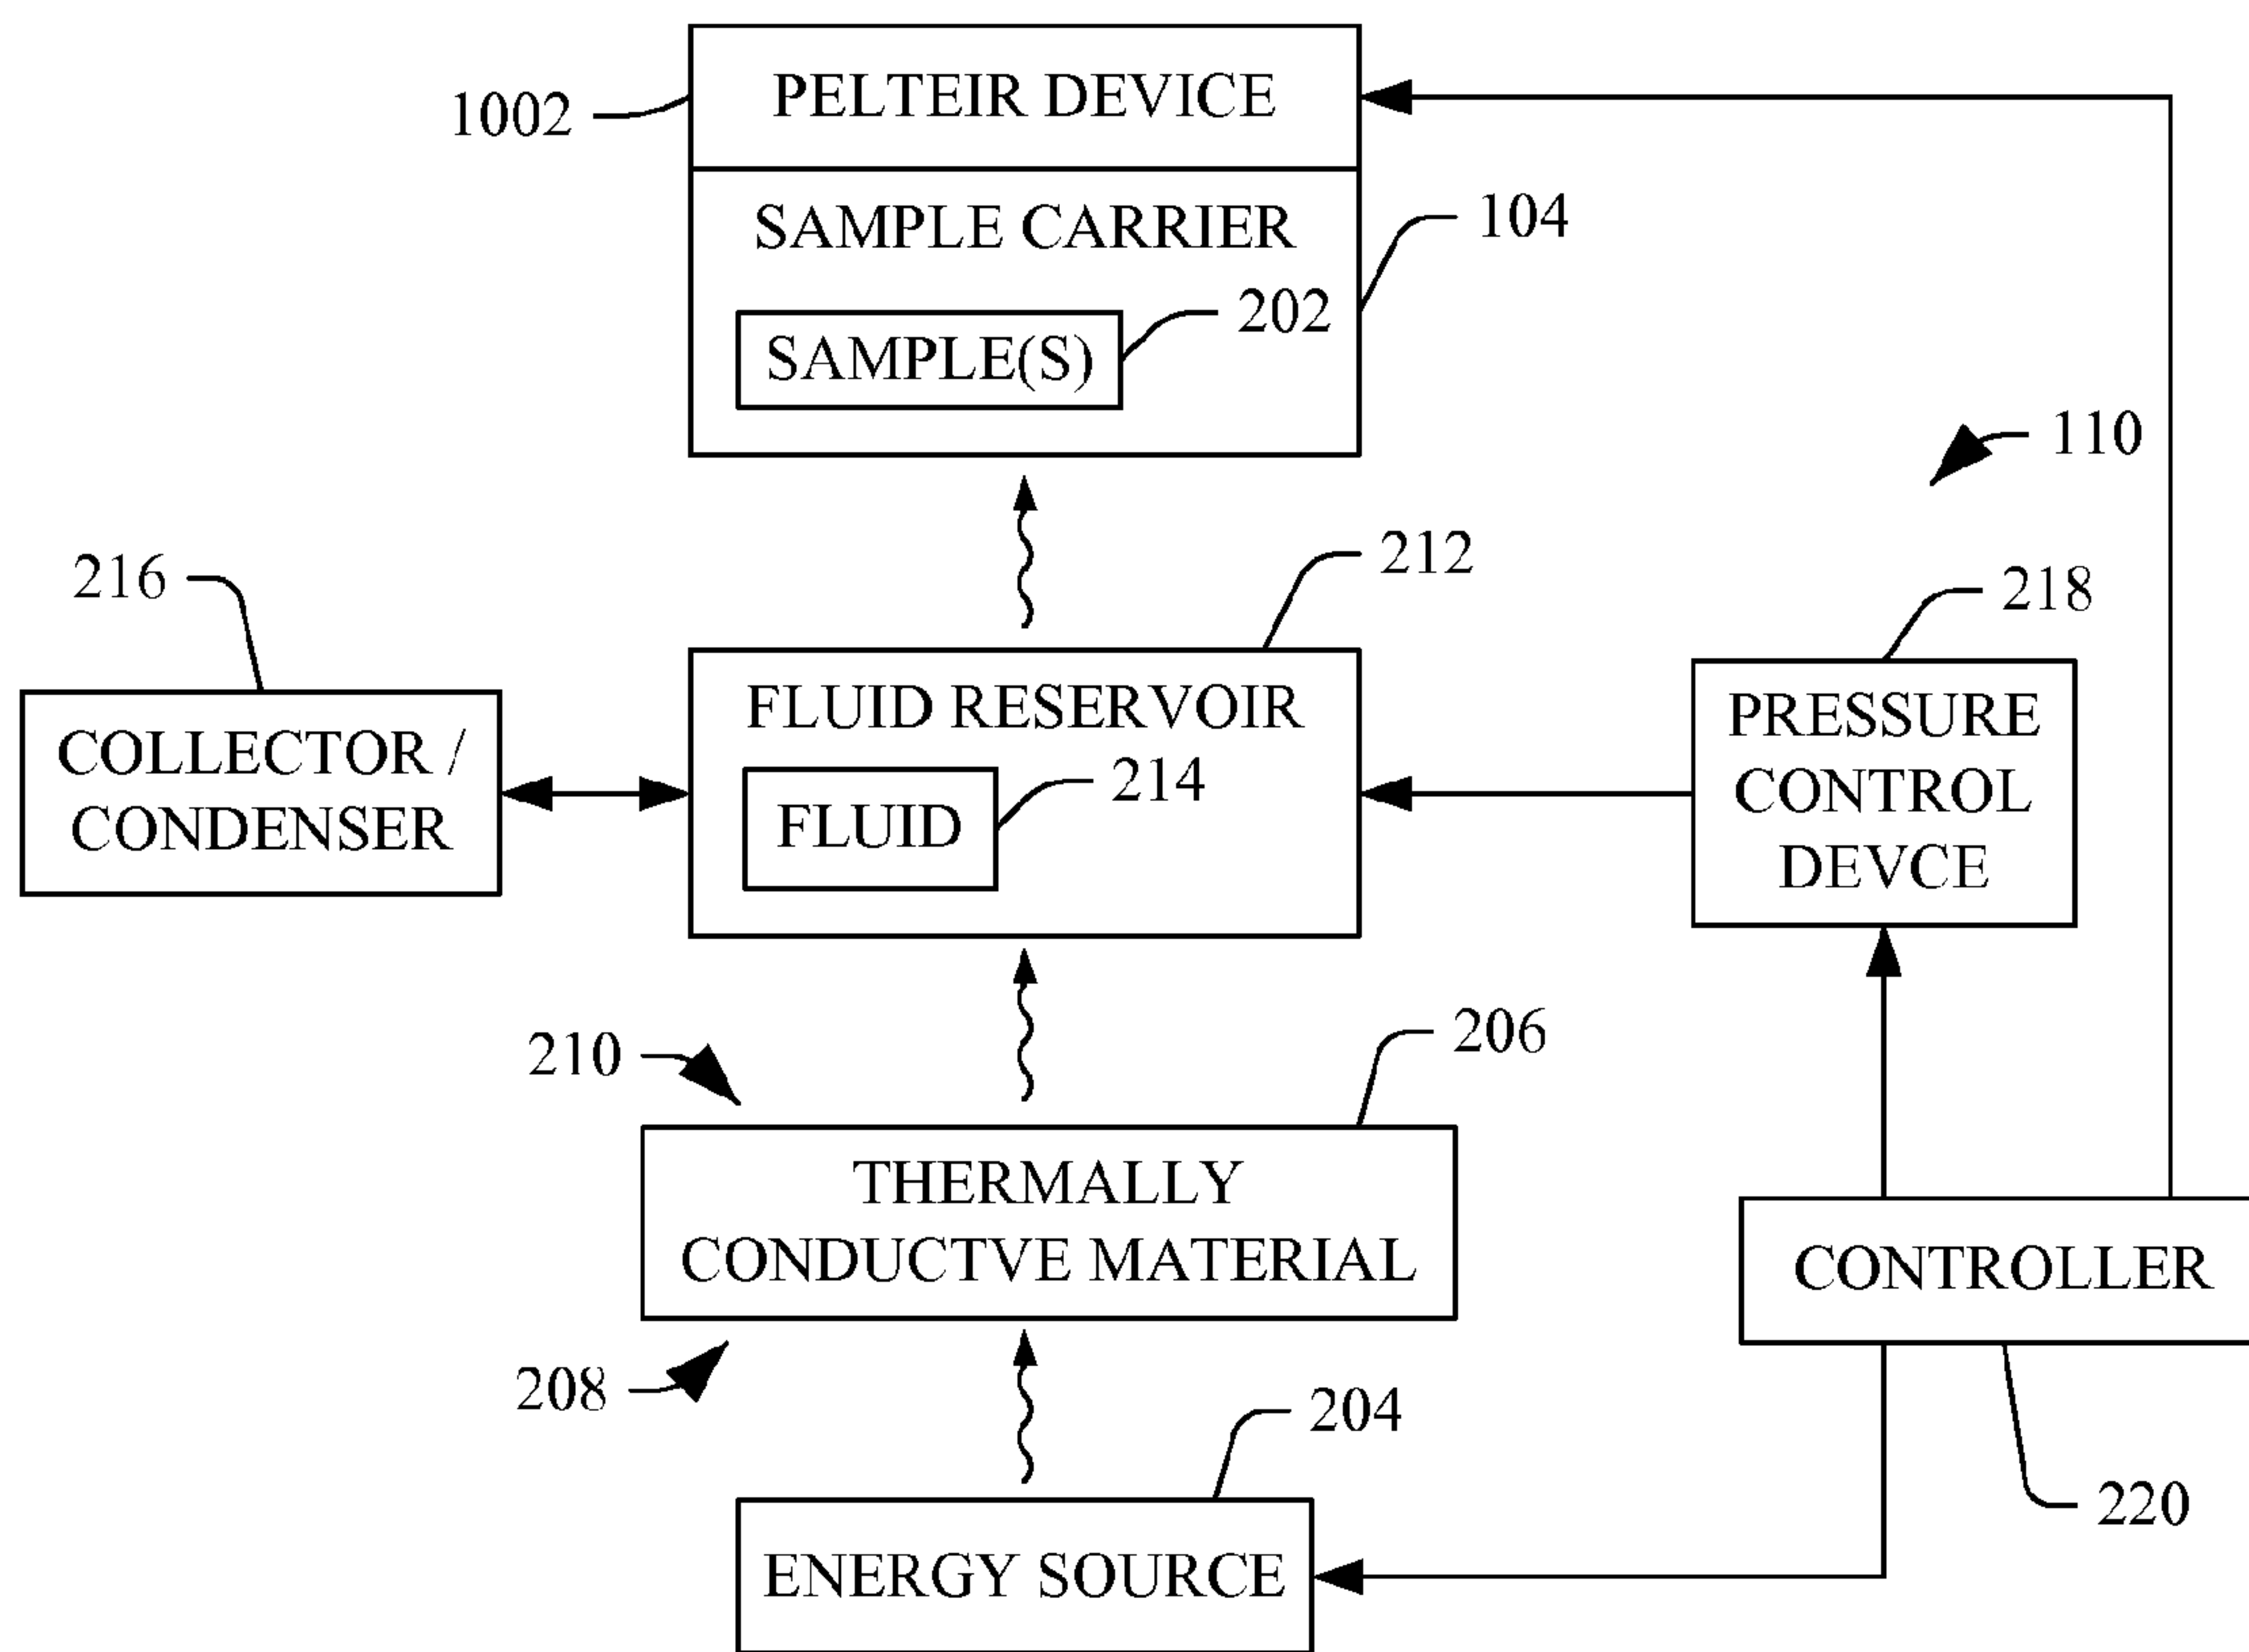 PELTEIR DEVICE
1002
SAMPLE CARRIER
104
202
SAMPLE(S)
110
212
216
218
FLUID RESERVOIR
PRESSURE
CONTROL
DEVCE
COLLECTOR /
CONDENSER
214
FLUID
206
210
THERMALLY
CONDUCTVE MATERIAL
CONTROLLER
208
204
220
ENERGY SOURCE